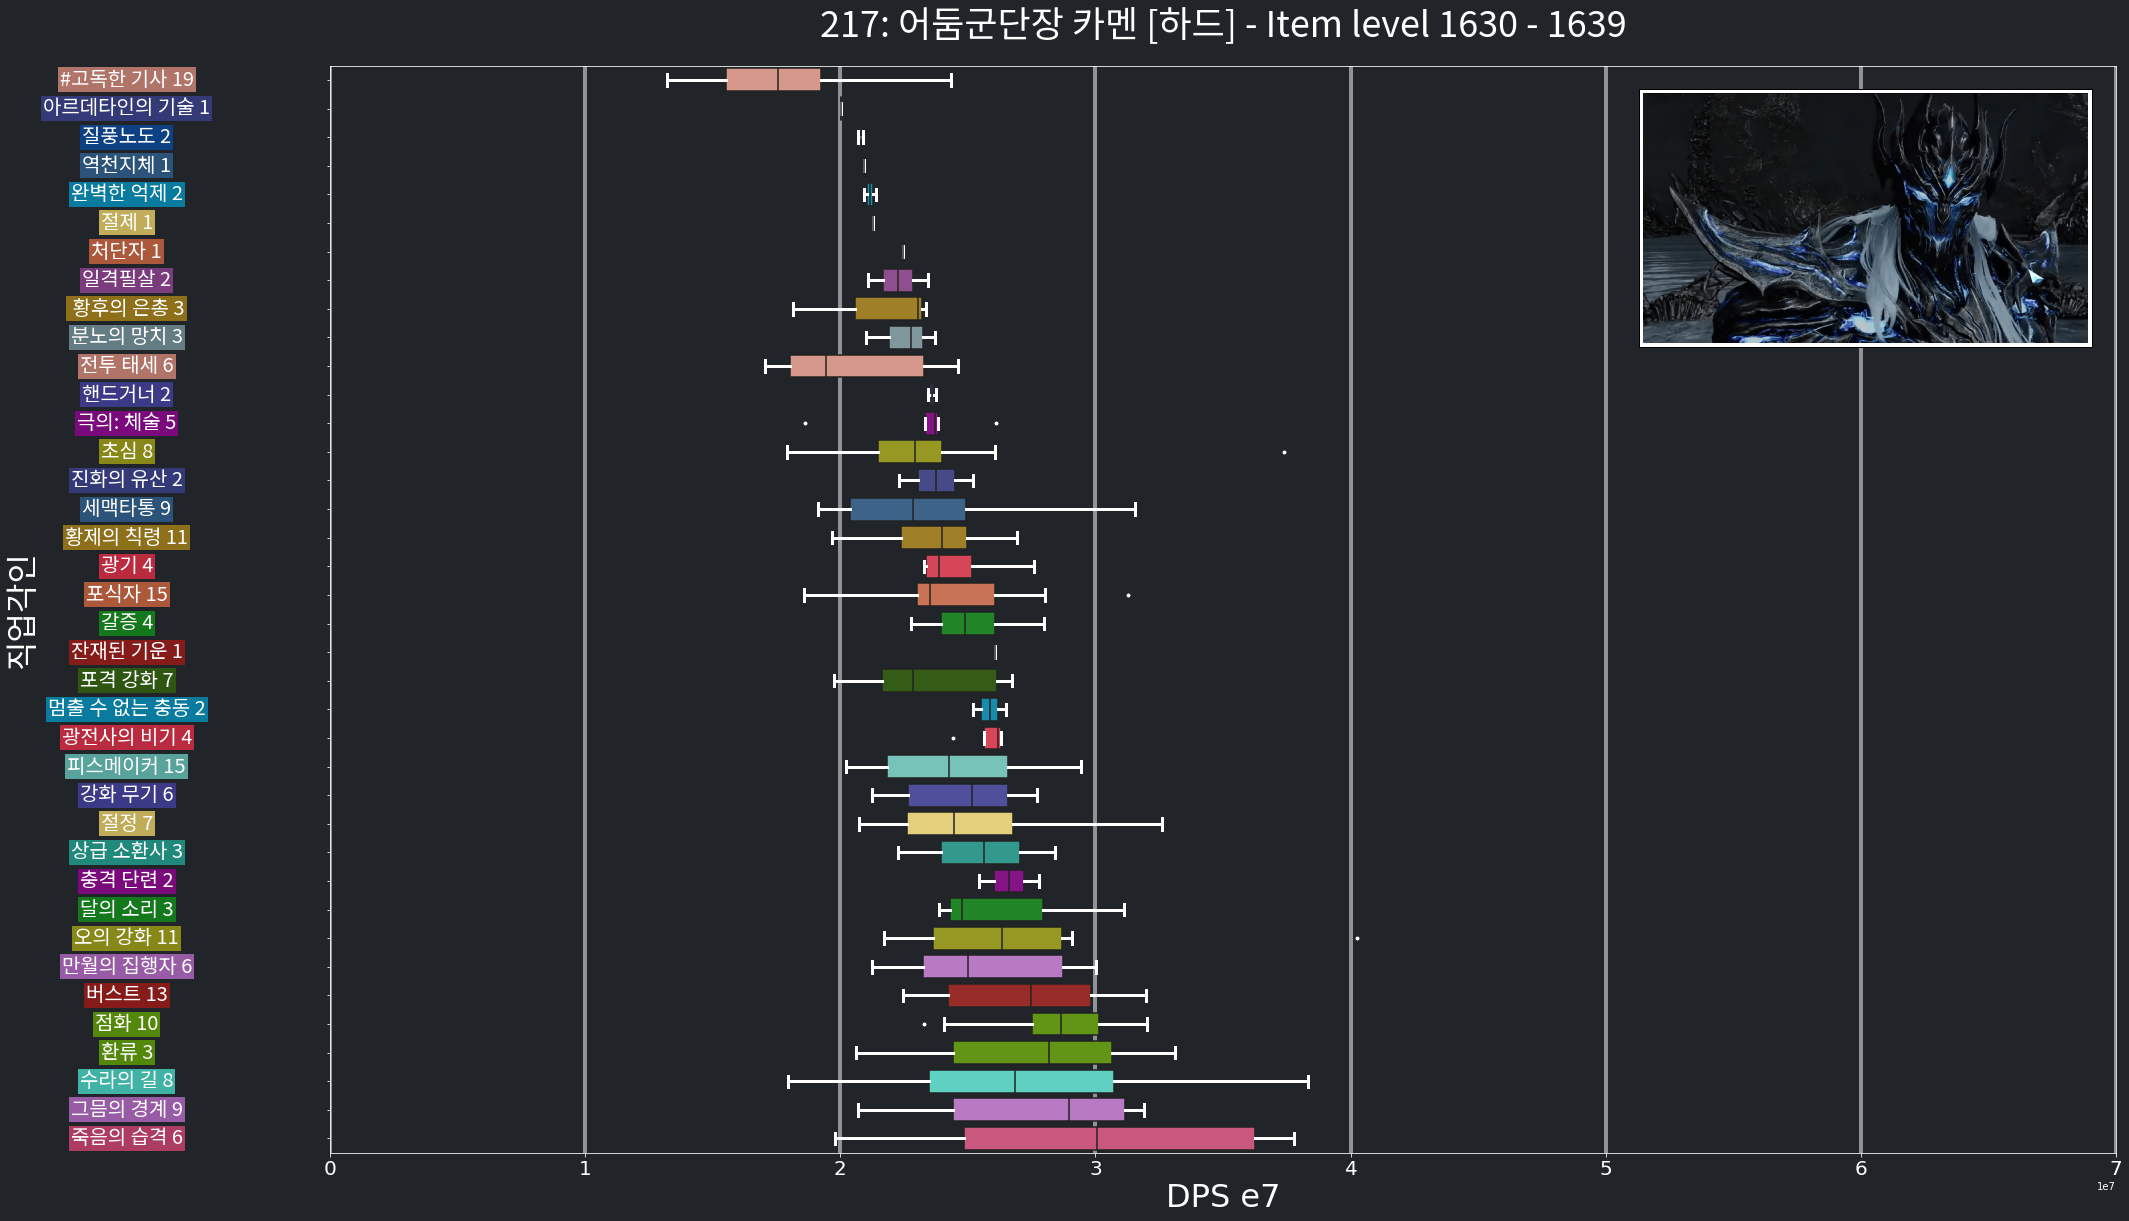 217: 어둠군단장 카멘 [하드] - Item level 1630 - 1639
직업각인
#고독한 기사 19
아르데타인의 기술 1
질풍노도 2
역천지체 1
완벽한 억제 2
절제 1
처단자 1
일격필살 2
황후의 은총 3
분노의 망치 3
전투 태세 6
핸드거너 2
극의: 체술 5
초심 8
진화의 유산 2
세맥타통 9
황제의 칙령 11
광기 4
포식자 15
갈증 4
잔재된 기운 1
포격 강화 7
멈출 수 없는 충동 2
광전사의 비기 4
피스메이커 15
강화 무기 6
절정 7
상급 소환사 3
충격 단련 2
달의 소리 3
오의 강화 11
만월의 집행자 6
버스트 13
점화 10
환류 3
수라의 길 8
그믐의 경계 9
죽음의 습격 6
0 1 2 3 4 5 6 7
1e7
DPS e7